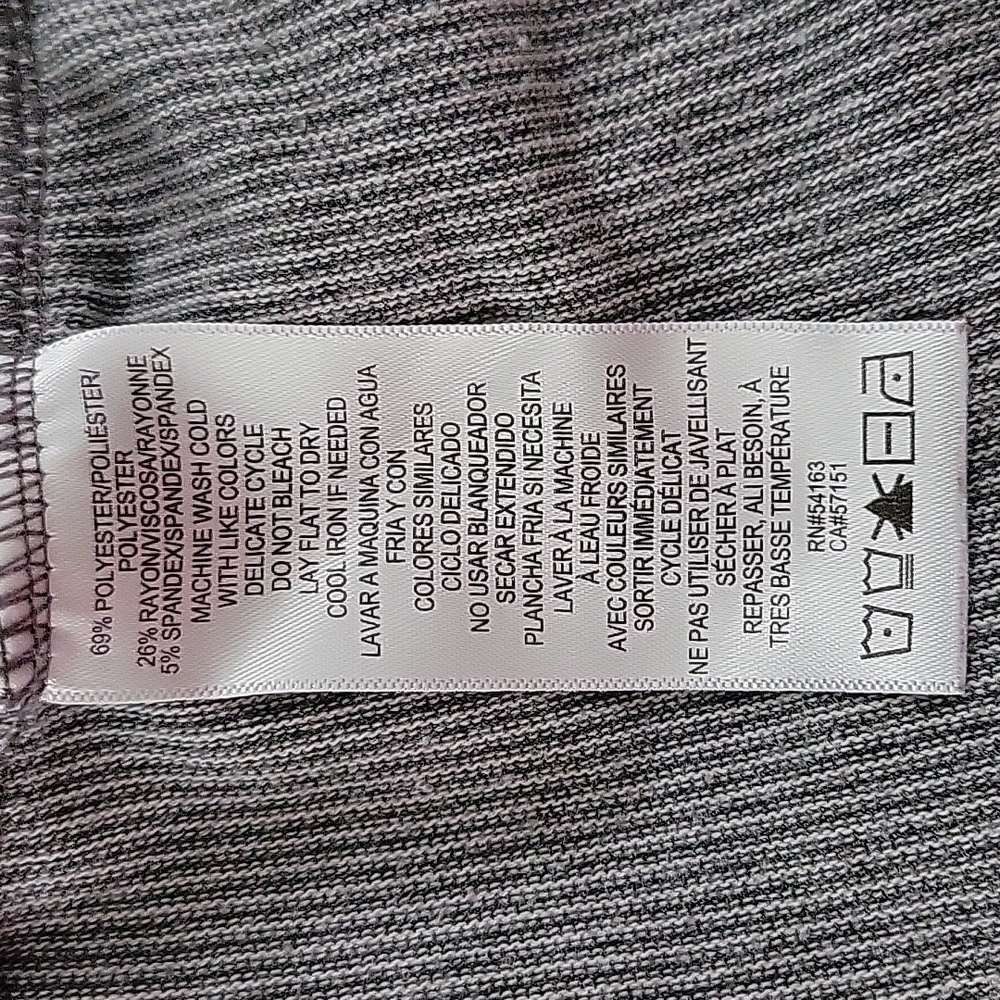 69% POLYESTER/POLIÉSTER/
POLYESTER
26% RAYON/VISCOSA/RAYONNE
5% SPANDEX/SPANDEX/SPANDEX
MACHINE WASH COLD
WITH LIKE COLORS
DELICATE CYCLE
DO NOT BLEACH
LAY FLAT TO DRY
COOL IRON IF NEEDED
LAVAR A MAQUINA CON AGUA
FRIA Y CON
COLORES SIMILARES
CICLO DELICADO
NO USAR BLANQUEADOR
SECAR EXTENDIDO
PLANCHA FRIA SI NECESITA
LAVER À LA MACHINE
À LEAU FROIDE
AVEC COULEURS SIMILAIRES
SORTIR IMMÉDIATEMENT
CYCLE DÉLICAT
NE PAS UTILISER DE JAVELLISANT
SÉCHER À PLAT
REPASSER, ALI BESOIN, À
TRES BASSE TEMPÉRATURE
RN#54163
CA#57151